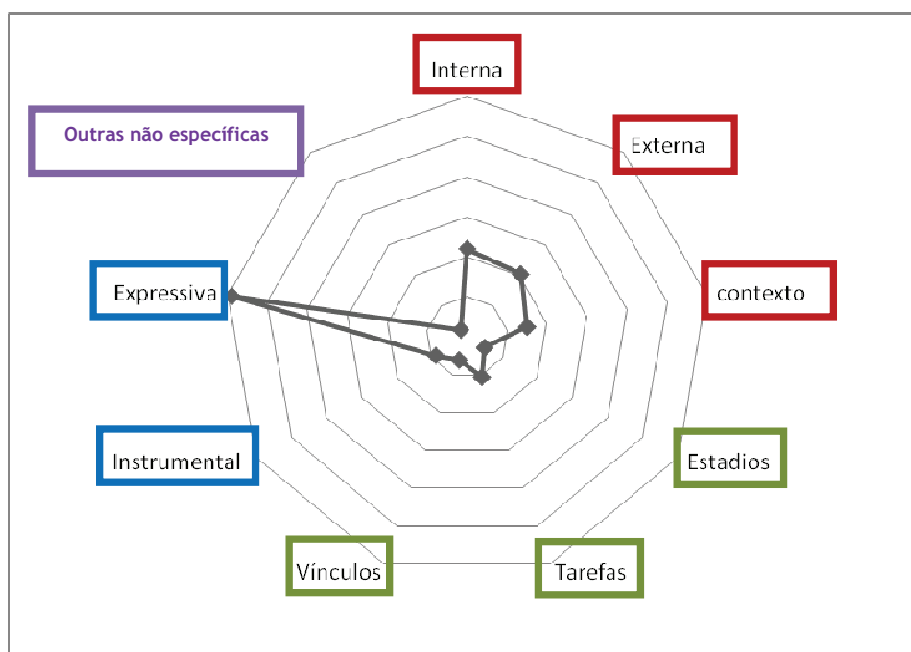 Interna
Outras não específicas
Externa
Expressiva
contexto
Instrumental
Estadios
Vínculos
Tarefas